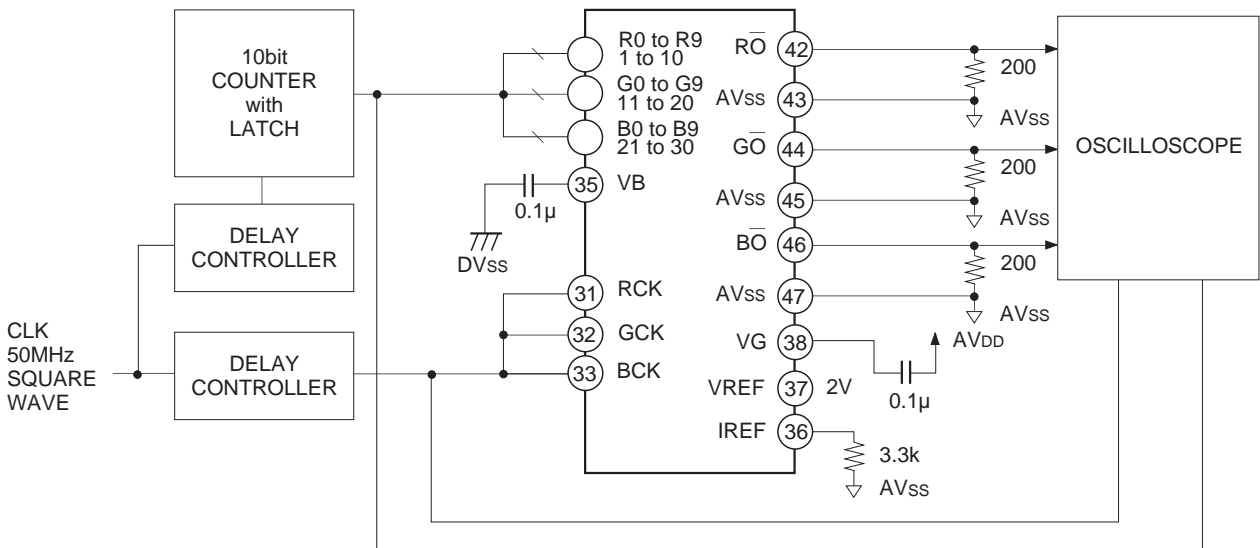 10bit
COUNTER
with
LATCH
DELAY
CONTROLLER
CLK
50MHz
SQUARE
WAVE
DELAY
CONTROLLER
R0 to R9
1 to 10
G0 to G9
11 to 20
B0 to B9
21 to 30
35 VB
0.1µ
DVSS
31 RCK
32 GCK
33 BCK
R̅O̅ 42
AVSS 43
G̅O̅ 44
AVSS 45
B̅O̅ 46
AVSS 47
VG 38
VREF 37 2V
IREF 36
200
AVSS
200
AVSS
200
AVSS
AVDD
0.1µ
3.3k
AVSS
OSCILLOSCOPE